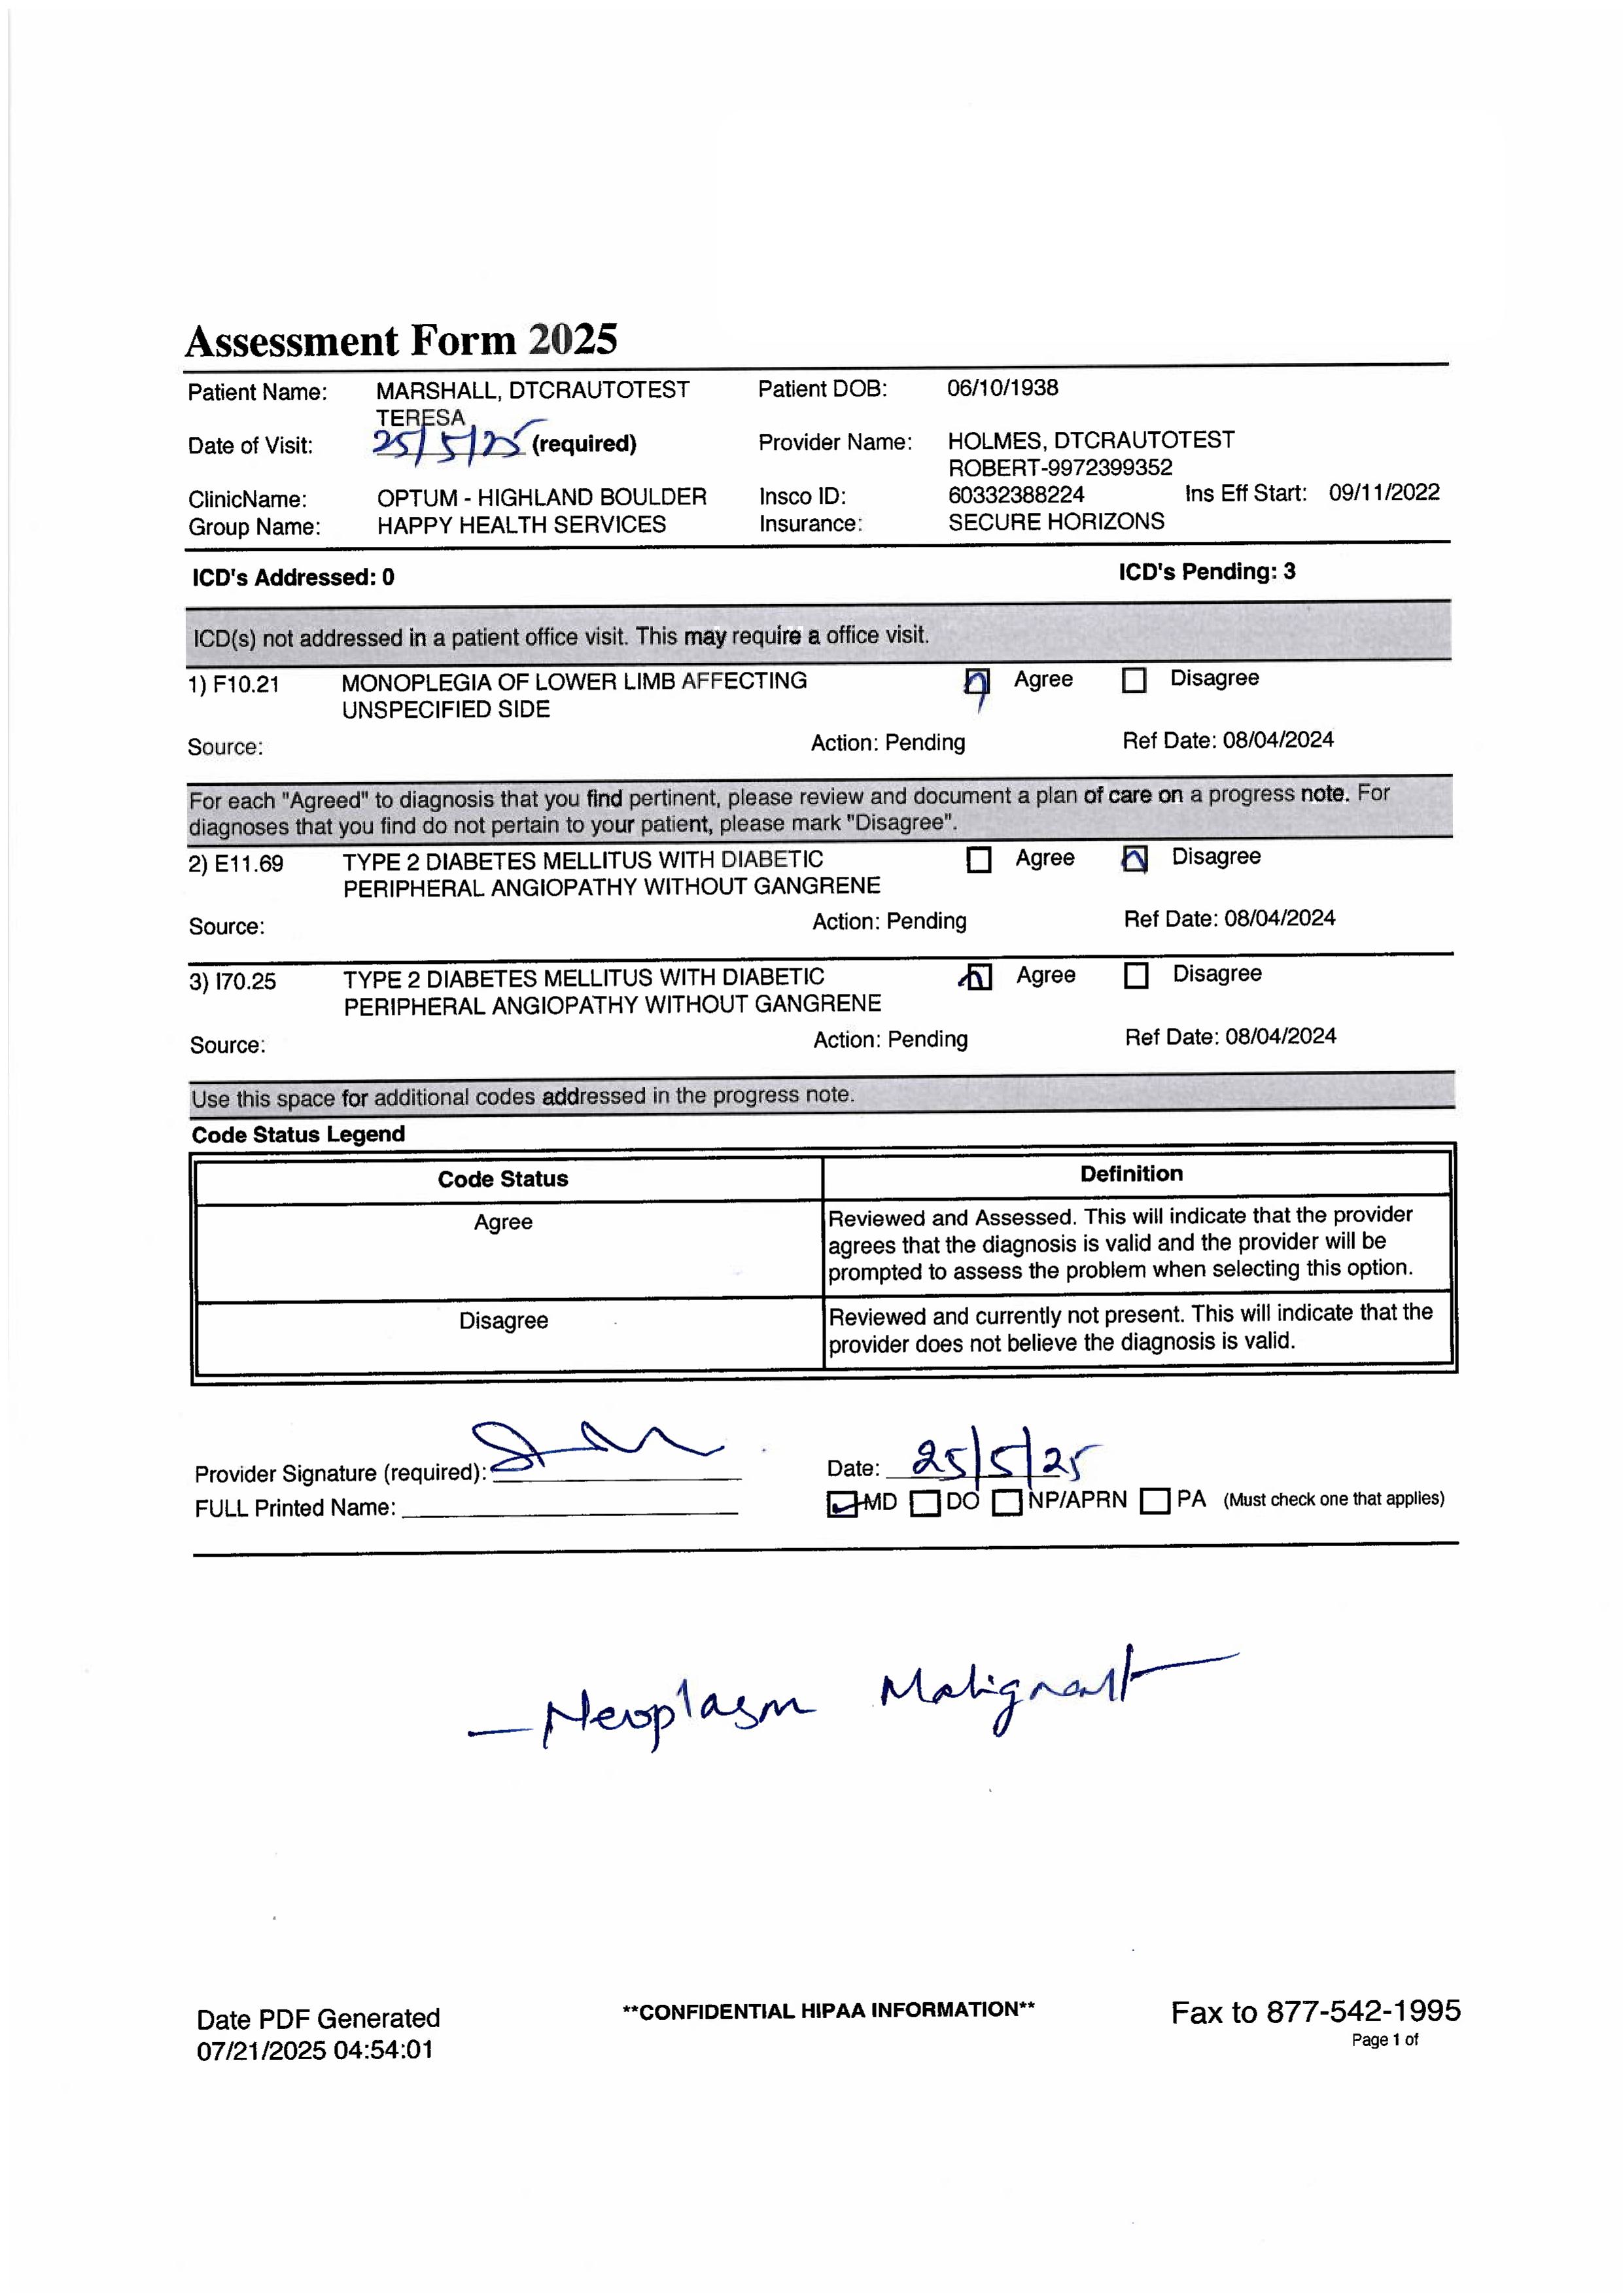 Assessment Form 2025
Patient Name: MARSHALL, DTCRAUTOTEST TERESA Patient DOB: 06/10/1938
Date of Visit: 25/5/25 (required) Provider Name: HOLMES, DTCRAUTOTEST ROBERT-9972399352
ClinicName: OPTUM - HIGHLAND BOULDER Insco ID: 60332388224 Ins Eff Start: 09/11/2022
Group Name: HAPPY HEALTH SERVICES Insurance: SECURE HORIZONS
ICD's Addressed: 0 ICD's Pending: 3
ICD(s) not addressed in a patient office visit. This may require a office visit.
1) F10.21 MONOPLEGIA OF LOWER LIMB AFFECTING Agree Disagree
UNSPECIFIED SIDE
Source: Action: Pending Ref Date: 08/04/2024
For each "Agreed" to diagnosis that you find pertinent, please review and document a plan of care on a progress note. For
diagnoses that you find do not pertain to your patient, please mark "Disagree".
2) E11.69 TYPE 2 DIABETES MELLITUS WITH DIABETIC Agree Disagree
PERIPHERAL ANGIOPATHY WITHOUT GANGRENE
Source: Action: Pending Ref Date: 08/04/2024
3) I70.25 TYPE 2 DIABETES MELLITUS WITH DIABETIC Agree Disagree
PERIPHERAL ANGIOPATHY WITHOUT GANGRENE
Source: Action: Pending Ref Date: 08/04/2024
Use this space for additional codes addressed in the progress note.
Code Status Legend
Code Status Definition
Agree Reviewed and Assessed. This will indicate that the provider
agrees that the diagnosis is valid and the provider will be
prompted to assess the problem when selecting this option.
Disagree Reviewed and currently not present. This will indicate that the
provider does not believe the diagnosis is valid.
Provider Signature (required): Date: 25/5/25
FULL Printed Name: MD DO NP/APRN PA (Must check one that applies)
— Neoplasm Malignant
Date PDF Generated **CONFIDENTIAL HIPAA INFORMATION** Fax to 877-542-1995
07/21/2025 04:54:01 Page 1 of